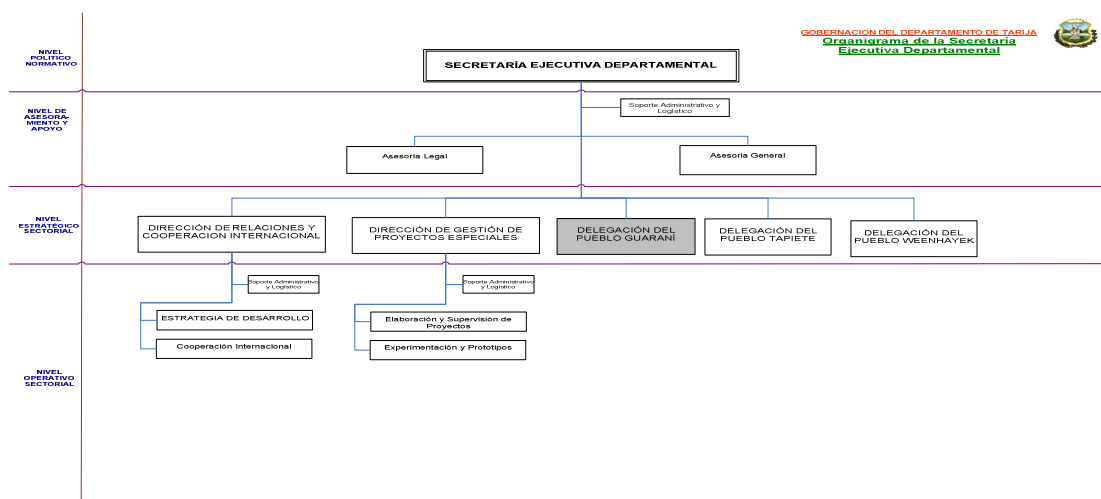 GOBERNACION DEL DEPARTAMENTO DE TARIJA
Organigrama de la Secretaría
Ejecutiva Departamental
NIVEL
POLITICO
NORMATIVO
SECRETARÍA EJECUTIVA DEPARTAMENTAL
NIVEL DE
ASESORA-
MIENTO Y
APOYO
Soporte Administrativo y
Logístico
Asesoria Legal
Asesoria General
NIVEL
ESTRATÉGICO
SECTORIAL
DIRECCIÓN DE RELACIONES Y
COOPERACION INTERNACIONAL
DIRECCIÓN DE GESTIÓN DE
PROYECTOS ESPECIALES
DELEGACIÓN DEL
PUEBLO GUARANÍ
DELEGACIÓN DEL
PUEBLO TAPIETE
DELEGACIÓN DEL
PUEBLO WEENHAYEK
Soporte Administrativo
y Logístico
Soporte Administrativo
y Logístico
ESTRATEGIA DE DESARROLLO
Cooperación Internacional
Elaboración y Supervisión de
Proyectos
Experimentación y Prototipos
NIVEL
OPERATIVO
SECTORIAL